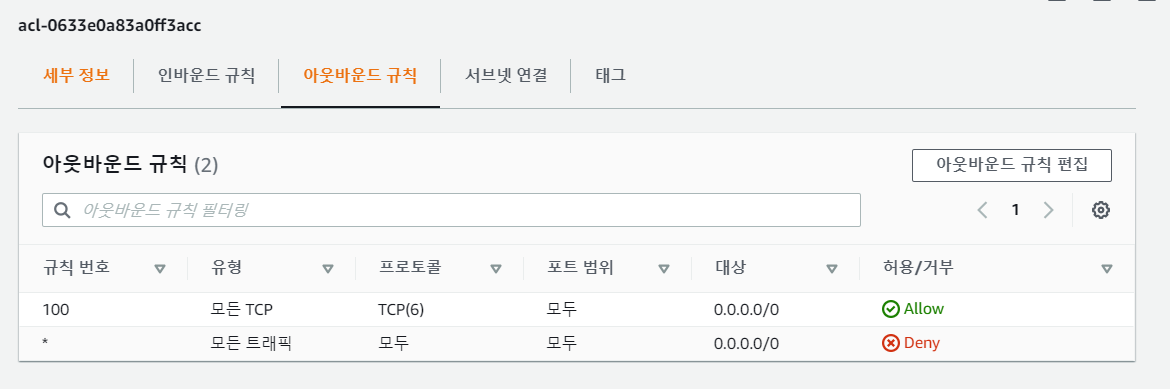 acl-0633e0a83a0ff3acc
세부 정보 인바운드 규칙 아웃바운드 규칙 서브넷 연결 태그
아웃바운드 규칙 (2) 아웃바운드 규칙 편집
아웃바운드 규칙 필터링 1
규칙 번호 유형 프로토콜 포트 범위 대상 허용/거부
100 모든 TCP TCP(6) 모두 0.0.0.0/0 Allow
* 모든 트래픽 모두 모두 0.0.0.0/0 Deny